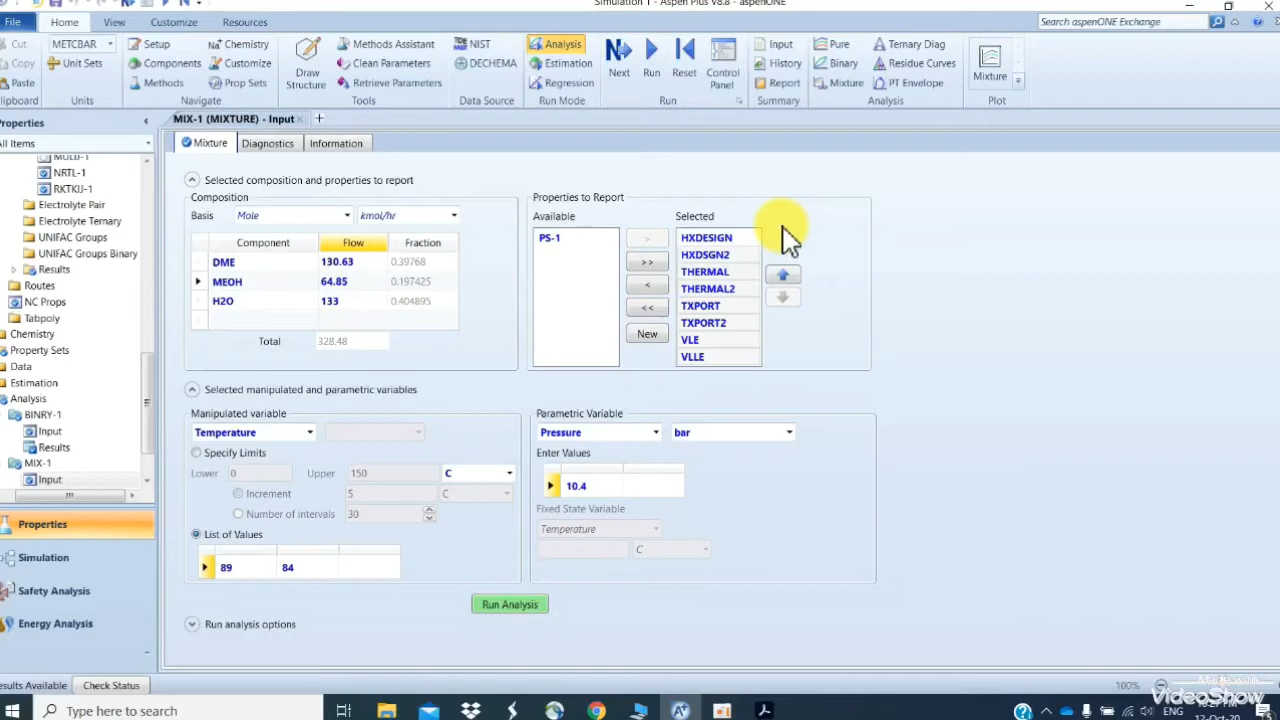 Simulation 1 - Aspen Plus V8.8 - aspenONE
File Home View Customize Resources Search aspenONE Exchange
Cut METCBAR Setup Chemistry Methods Assistant NIST Analysis Input Pure Ternary Diag
Copy Unit Sets Components Customize Clean Parameters DECHEMA Estimation History Binary Residue Curves
Paste Methods Prop Sets Draw Structure Retrieve Parameters Regression Next Run Reset Control Panel Report Mixture PT Envelope Mixture
Clipboard Units Navigate Tools Data Source Run Mode Run Summary Analysis Plot
Properties
All Items
MIX-1 (MIXTURE) - Input × +
Mixture Diagnostics Information
NRTL-1
RKTKIJ-1
Electrolyte Pair
Electrolyte Ternary
UNIFAC Groups
UNIFAC Groups Binary
Results
Routes
NC Props
Tabpoly
Chemistry
Property Sets
Data
Estimation
Analysis
BINRY-1
Input
Results
MIX-1
Input
Properties
Simulation
Safety Analysis
Energy Analysis
Selected composition and properties to report
Composition
Basis Mole kmol/hr
Component Flow Fraction
DME 130.63 0.39768
MEOH 64.85 0.197425
H2O 133 0.404895
Total 328.48
Properties to Report
Available Selected
PS-1
>
>>
<
<<
New
HXDESIGN
HXDSGN2
THERMAL
THERMAL2
TXPORT
TXPORT2
VLE
VLLE
Selected manipulated and parametric variables
Manipulated variable
Temperature
Specify Limits
Lower 0 Upper 150 C
Increment 5 C
Number of intervals 30
List of Values
89 84
Parametric Variable
Pressure bar
Enter Values
10.4
Fixed State Variable
Temperature
C
Run Analysis
Run analysis options
Results Available Check Status 100%
Made with
VideoShow
Type here to search
ENG